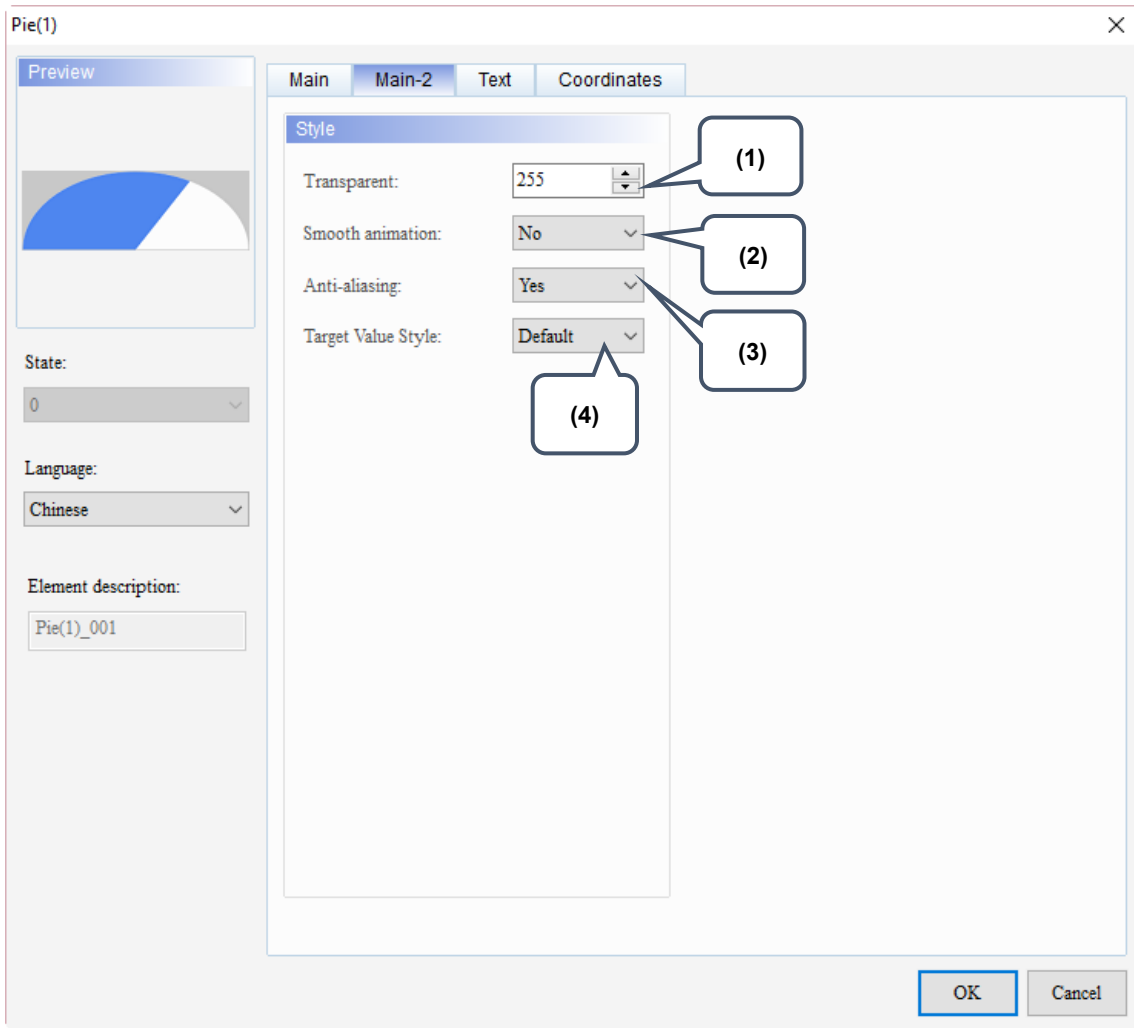 Pie(1)
Preview
Main Main-2 Text Coordinates
Style
Transparent: 255
(1)
Smooth animation: No
(2)
Anti-aliasing: Yes
(3)
Target Value Style: Default
(4)
State:
0
Language:
Chinese
Element description:
Pie(1)_001
OK Cancel